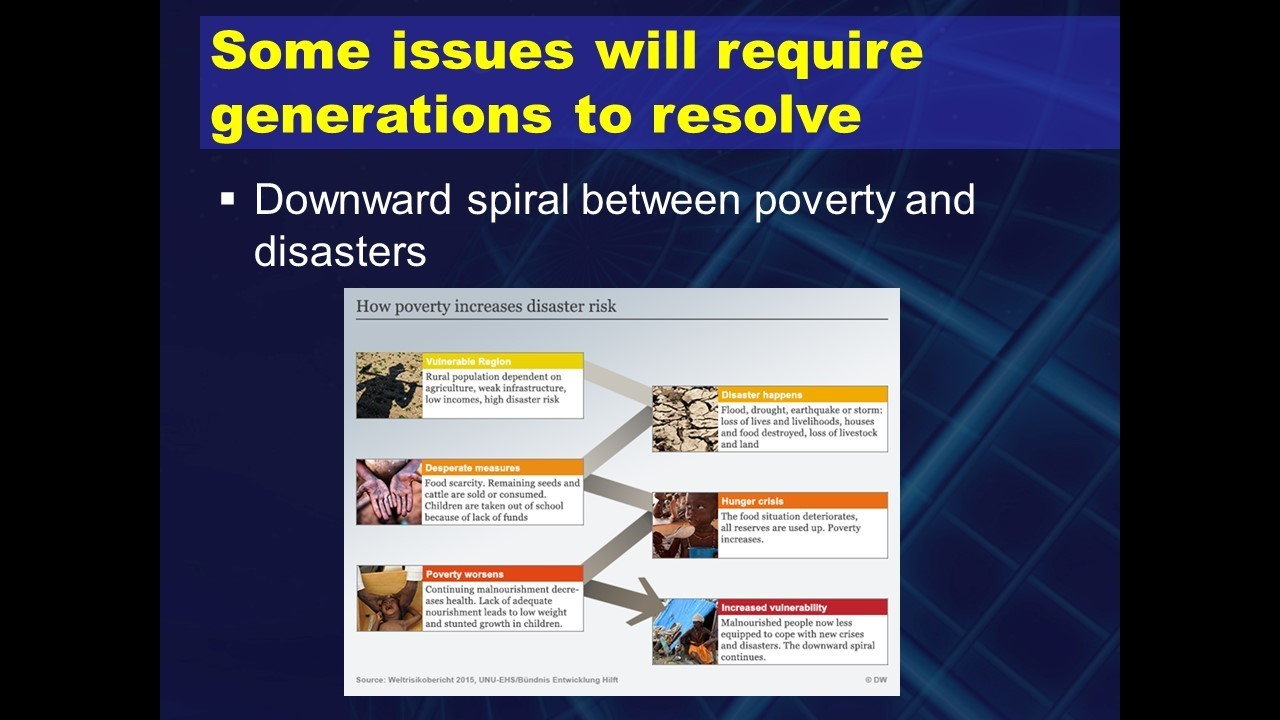 Some issues will require
generations to resolve
▪ Downward spiral between poverty and
disasters
How poverty increases disaster risk
Vulnerable Region
Rural population dependent on
agriculture, weak infrastructure,
low incomes, high disaster risk
Disaster happens
Flood, drought, earthquake or storm:
loss of lives and livelihoods, houses
and food destroyed, loss of livestock
and land
Desperate measures
Food scarcity. Remaining seeds and
cattle are sold or consumed.
Children are taken out of school
because of lack of funds
Hunger crisis
The food situation deteriorates,
all reserves are used up. Poverty
increases.
Poverty worsens
Continuing malnourishment decre-
ases health. Lack of adequate
nourishment leads to low weight
and stunted growth in children.
Increased vulnerability
Malnourished people now less
equipped to cope with new crises
and disasters. The downward spiral
continues.
Source: Weltrisikobericht 2015, UNU-EHS/Bündnis Entwicklung Hilft
© DW